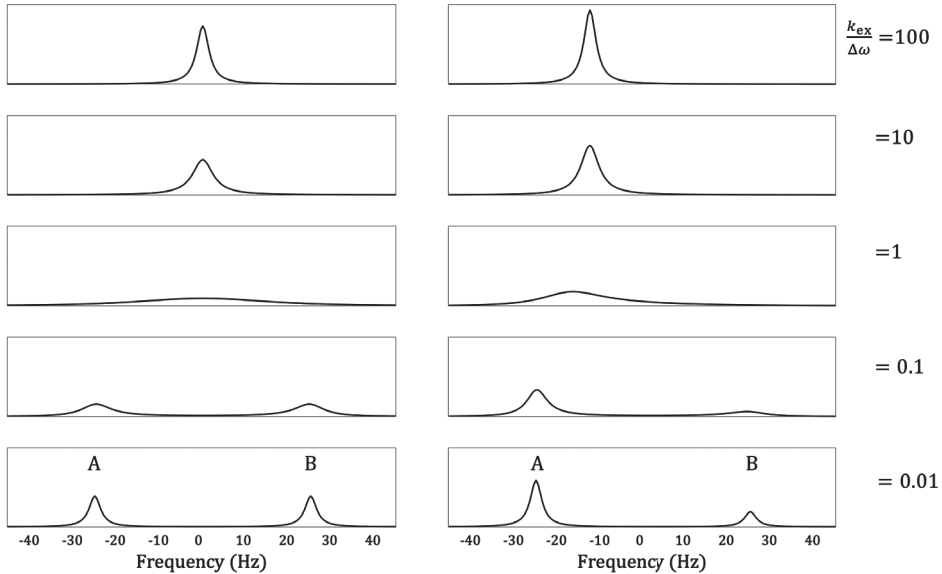 k_ex/Δω =100
=10
=1
= 0.1
A B A B
= 0.01
-40 -30 -20 -10 0 10 20 30 40 -40 -30 -20 -10 0 10 20 30 40
Frequency (Hz) Frequency (Hz)